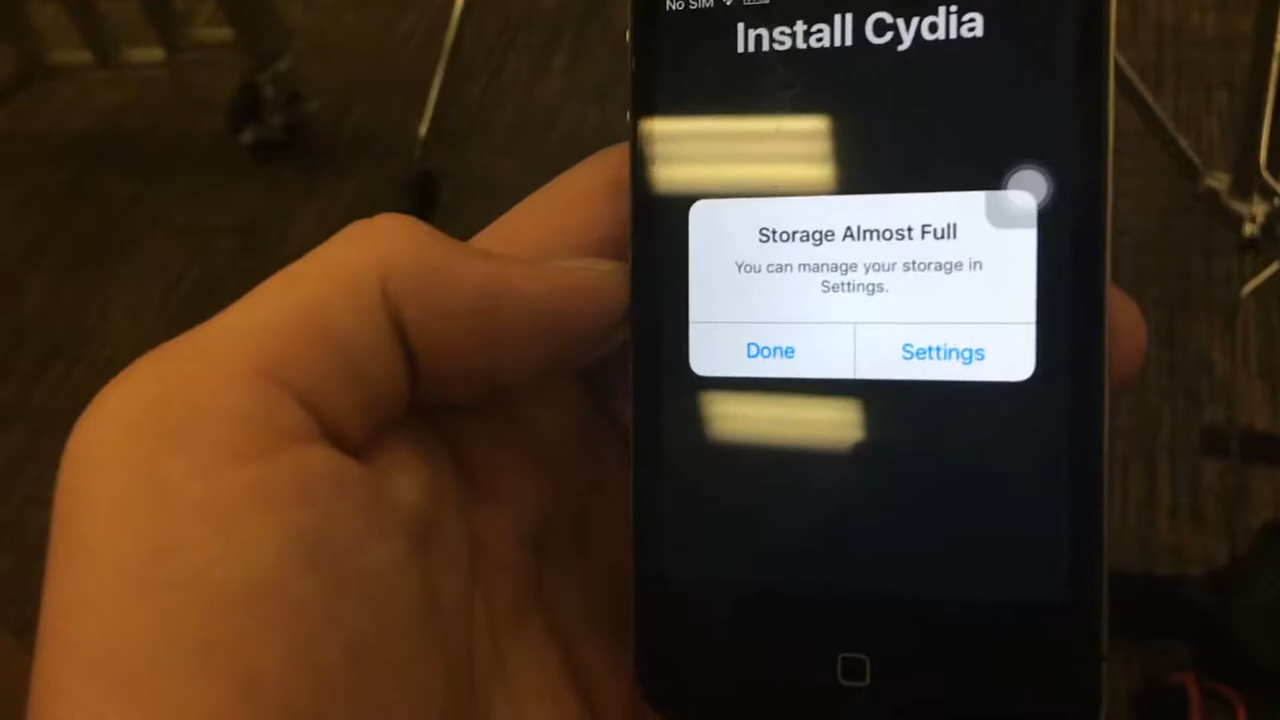 No SIM
Install Cydia
Storage Almost Full
You can manage your storage in
Settings.
Done
Settings